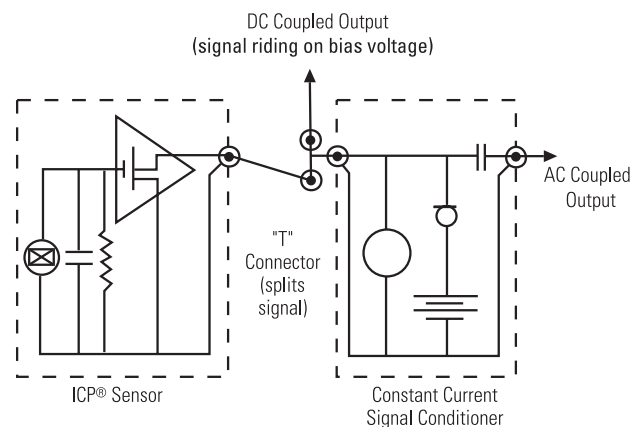 DC Coupled Output
(signal riding on bias voltage)
AC Coupled
Output
"T"
Connector
(splits
signal)
ICP® Sensor
Constant Current
Signal Conditioner